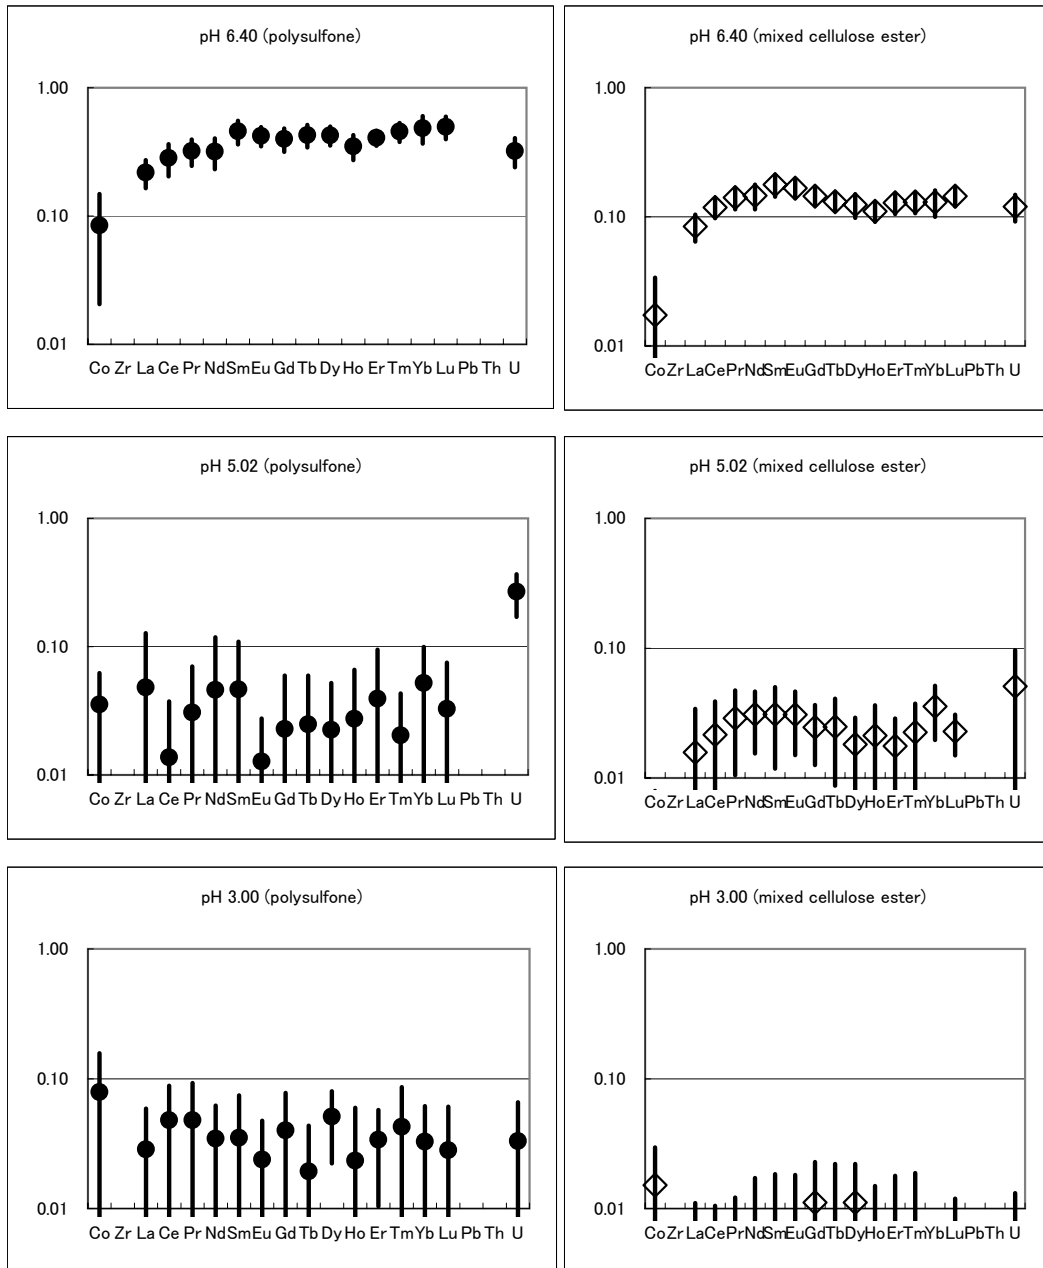 pH 6.40 (polysulfone)
1.00
0.10
0.01
Co Zr La Ce Pr Nd Sm Eu Gd Tb Dy Ho Er Tm Yb Lu Pb Th U
pH 6.40 (mixed cellulose ester)
1.00
0.10
0.01
Co Zr La Ce Pr Nd Sm Eu Gd Tb Dy Ho Er Tm Yb Lu Pb Th U
pH 5.02 (polysulfone)
1.00
0.10
0.01
Co Zr La Ce Pr Nd Sm Eu Gd Tb Dy Ho Er Tm Yb Lu Pb Th U
pH 5.02 (mixed cellulose ester)
1.00
0.10
0.01
Co Zr La Ce Pr Nd Sm Eu Gd Tb Dy Ho Er Tm Yb Lu Pb Th U
pH 3.00 (polysulfone)
1.00
0.10
0.01
Co Zr La Ce Pr Nd Sm Eu Gd Tb Dy Ho Er Tm Yb Lu Pb Th U
pH 3.00 (mixed cellulose ester)
1.00
0.10
0.01
Co Zr La Ce Pr Nd Sm Eu Gd Tb Dy Ho Er Tm Yb Lu Pb Th U